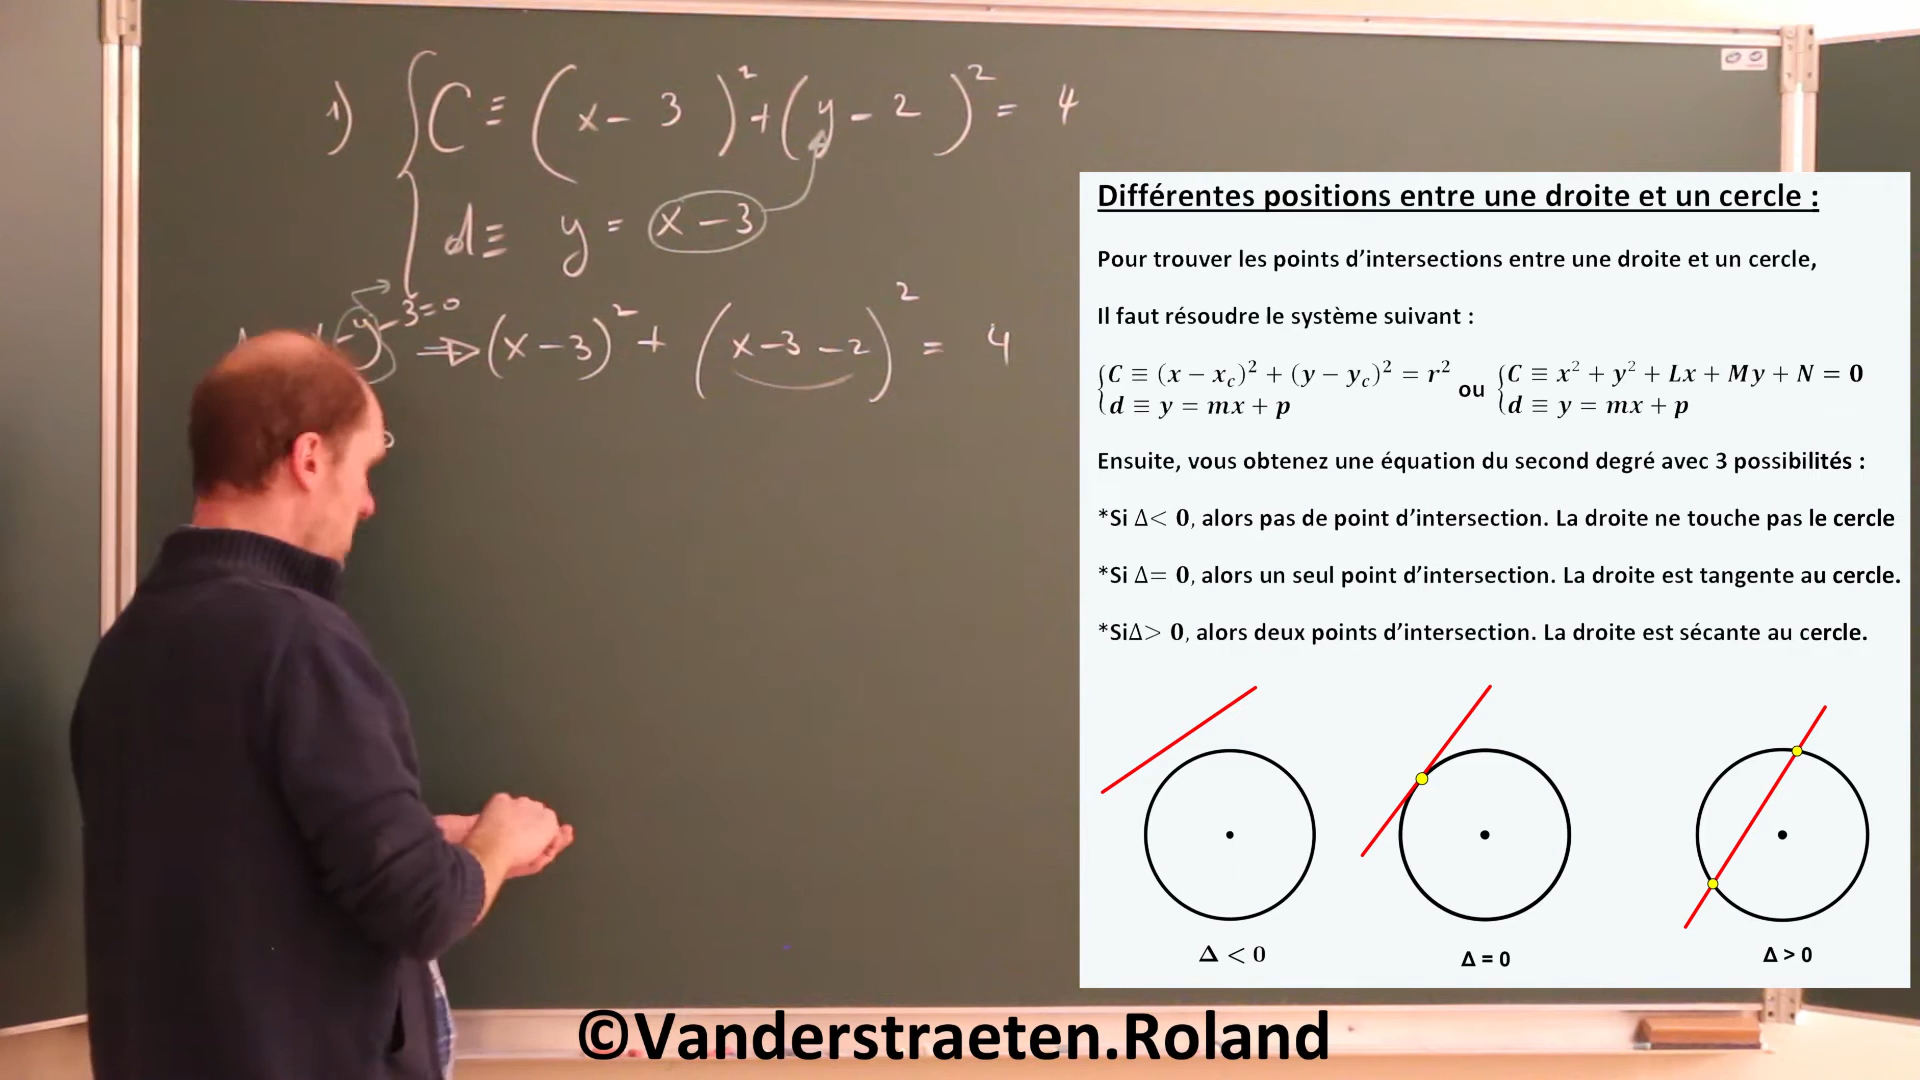 1) { C ≡ (x - 3)² + (y - 2)² = 4
d ≡ y = x - 3
-y - 3 = 0
⇒ (x - 3)² + (x - 3 - 2)² = 4
Différentes positions entre une droite et un cercle :
Pour trouver les points d’intersections entre une droite et un cercle,
Il faut résoudre le système suivant :
{ C ≡ (x − x_c)² + (y − y_c)² = r² ou { C ≡ x² + y² + Lx + My + N = 0
d ≡ y = mx + p d ≡ y = mx + p
Ensuite, vous obtenez une équation du second degré avec 3 possibilités :
*Si Δ< 0, alors pas de point d’intersection. La droite ne touche pas le cercle
*Si Δ= 0, alors un seul point d’intersection. La droite est tangente au cercle.
*SiΔ> 0, alors deux points d’intersection. La droite est sécante au cercle.
Δ < 0 Δ = 0 Δ > 0
©Vanderstraeten.Roland